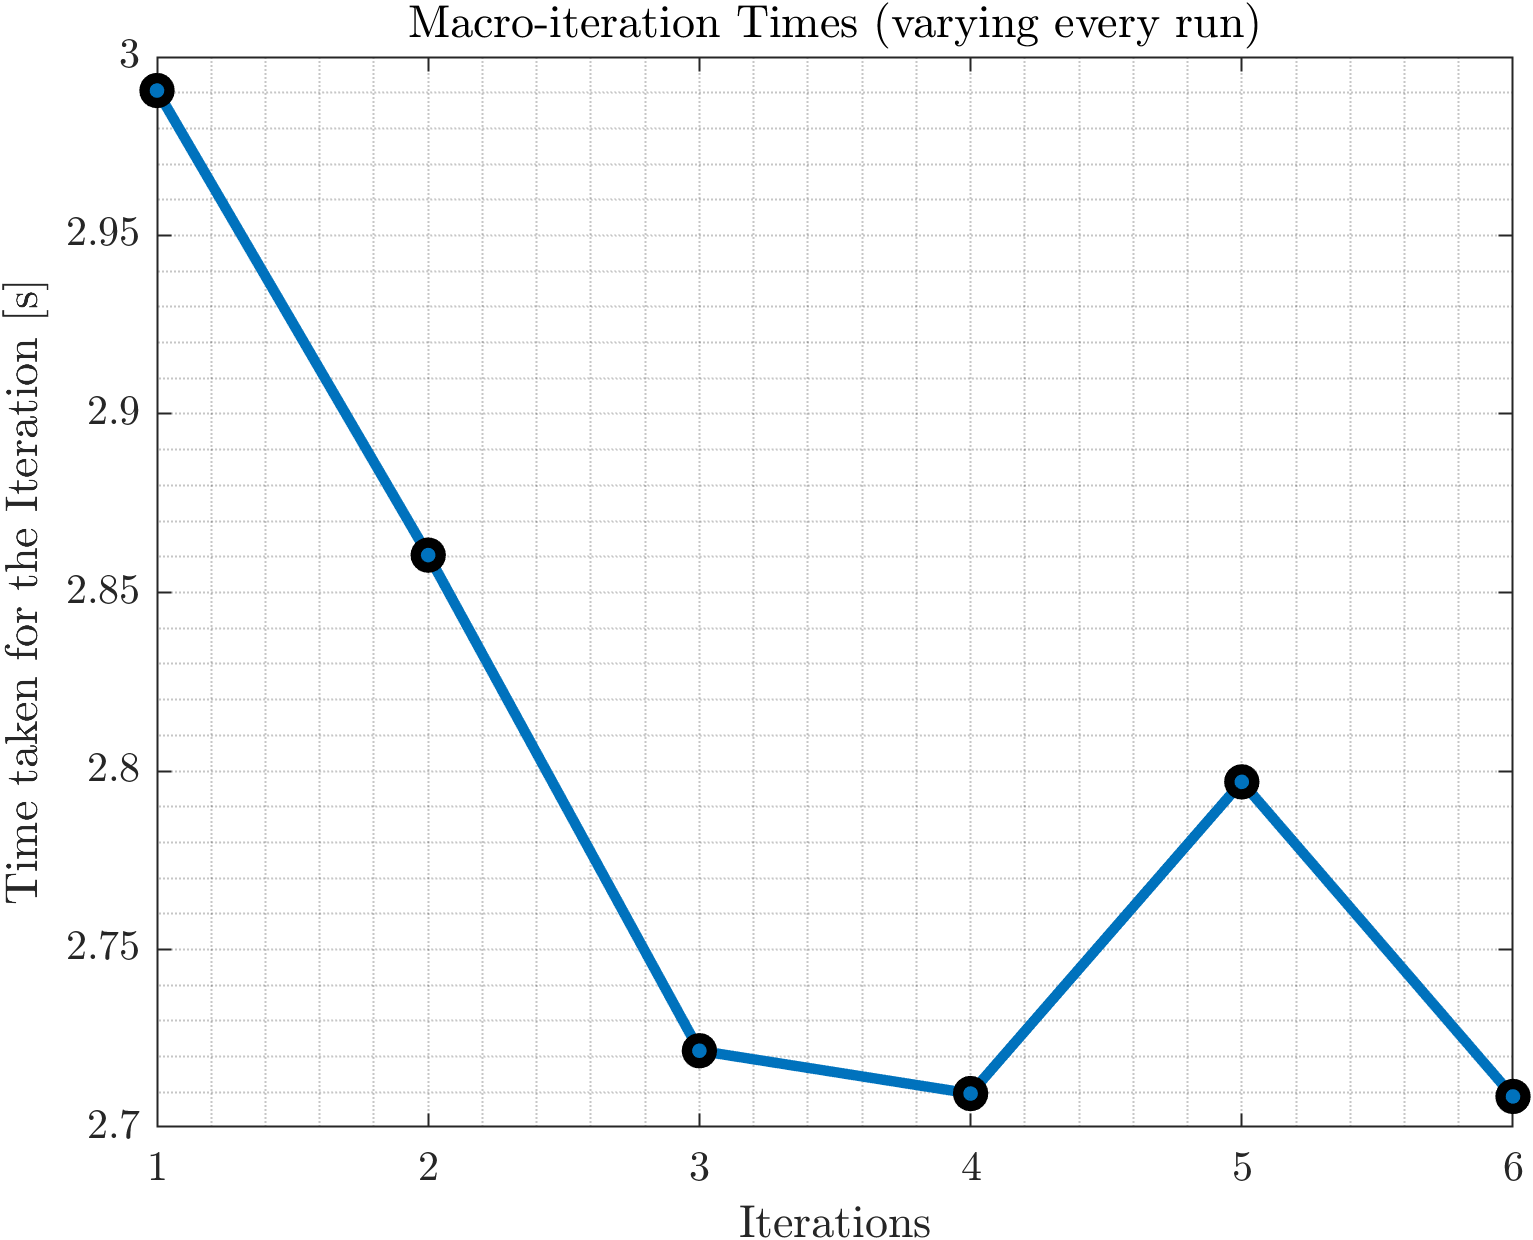 Macro-iteration Times (varying every run)
3
2.95
2.9
2.85
2.8
2.75
2.7
Time taken for the Iteration [s]
1 2 3 4 5 6
Iterations